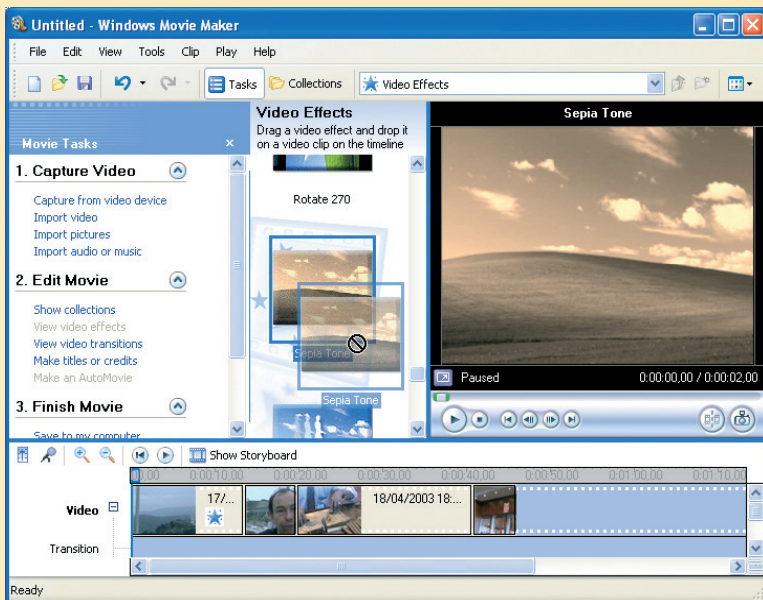 Untitled - Windows Movie Maker
File Edit View Tools Clip Play Help
Tasks Collections Video Effects
Movie Tasks
1. Capture Video
Capture from video device
Import video
Import pictures
Import audio or music
2. Edit Movie
Show collections
View video effects
View video transitions
Make titles or credits
Make an AutoMovie
3. Finish Movie
Save to my computer
Video Effects
Drag a video effect and drop it
on a video clip on the timeline
Rotate 270
Sepia Tone
Sepia Tone
Sepia Tone
Paused 0:00:00,00 / 0:00:02,00
Show Storyboard
0:00:10,00 0:00:20,00 0:00:30,00 0:00:40,00 0:00:50,00 0:01:00,00 0:01:10,00
Video 17/... 18/04/2003 18:...
Transition
Ready